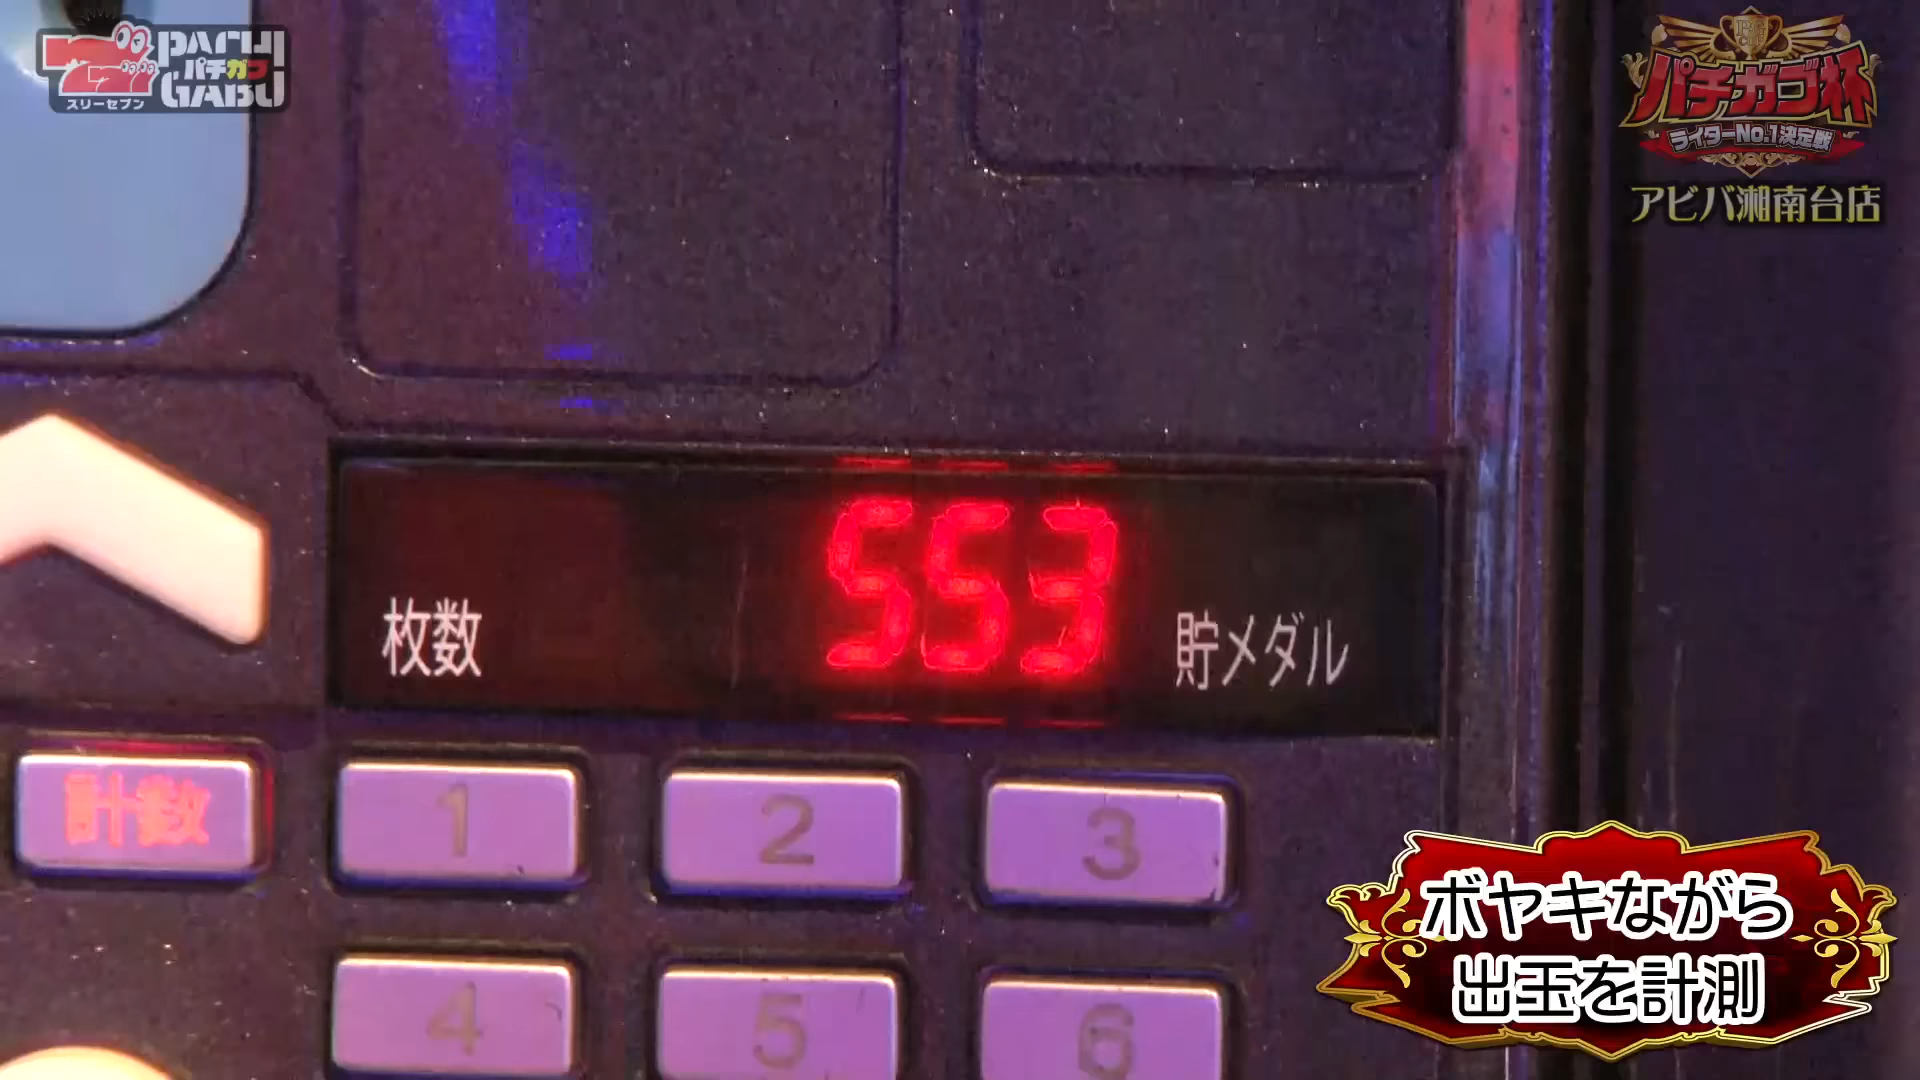 777
スリーセブン
PACHI
パチガブ
GABU
PG CUP
パチガブ杯
ライターNo.1決定戦
アビバ湘南台店
553
枚数
貯メダル
計数
1
2
3
4
5
6
ボヤキながら
出玉を計測